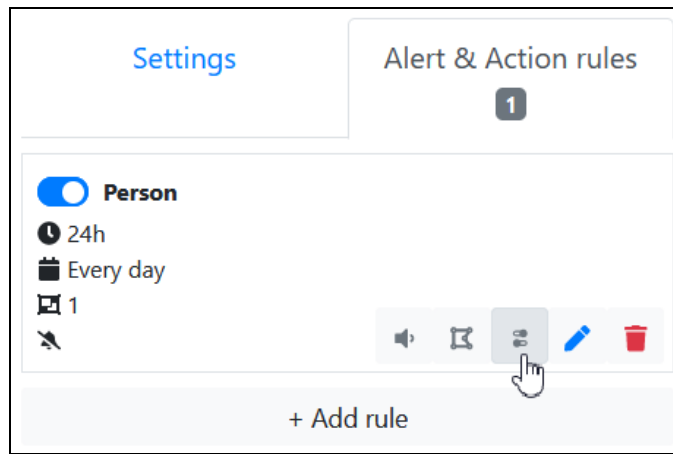 Settings
Alert & Action rules
1
Person
24h
Every day
1
+ Add rule